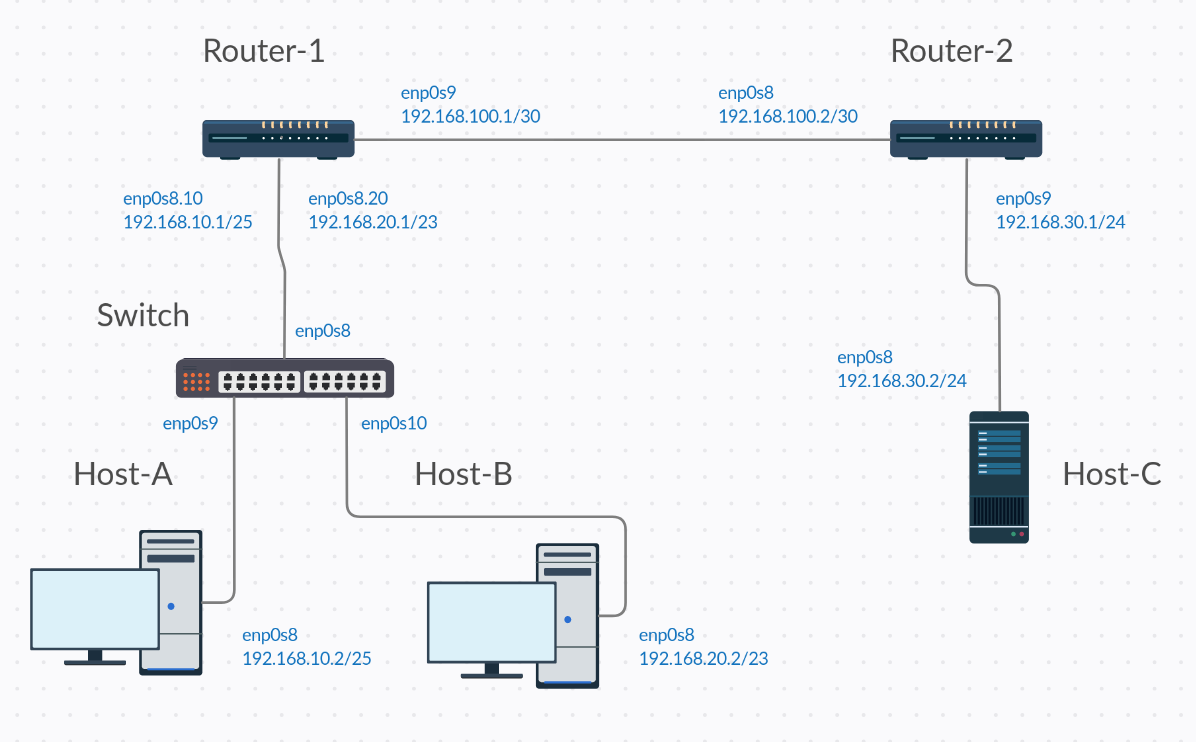 Router-1
Router-2
enp0s9
192.168.100.1/30
enp0s8
192.168.100.2/30
enp0s8.10
192.168.10.1/25
enp0s8.20
192.168.20.1/23
enp0s9
192.168.30.1/24
Switch
enp0s8
enp0s8
192.168.30.2/24
enp0s9
enp0s10
Host-A
Host-B
Host-C
enp0s8
192.168.10.2/25
enp0s8
192.168.20.2/23